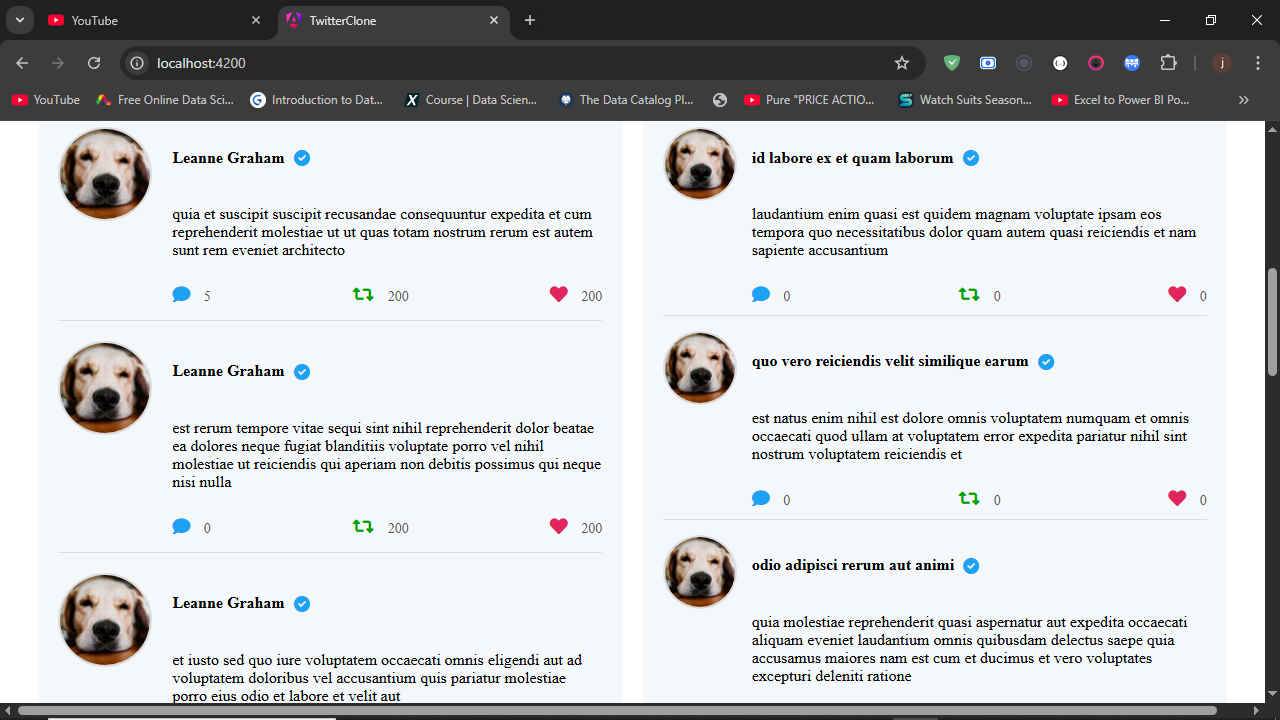 YouTube
TwitterClone
localhost:4200
j
YouTube
Free Online Data Sci...
Introduction to Dat...
Course | Data Scien...
The Data Catalog Pl...
Pure "PRICE ACTIO...
Watch Suits Season...
Excel to Power BI Po...
Leanne Graham
quia et suscipit suscipit recusandae consequuntur expedita et cum
reprehenderit molestiae ut ut quas totam nostrum rerum est autem
sunt rem eveniet architecto
5 200 200
Leanne Graham
est rerum tempore vitae sequi sint nihil reprehenderit dolor beatae
ea dolores neque fugiat blanditiis voluptate porro vel nihil
molestiae ut reiciendis qui aperiam non debitis possimus qui neque
nisi nulla
0 200 200
Leanne Graham
et iusto sed quo iure voluptatem occaecati omnis eligendi aut ad
voluptatem doloribus vel accusantium quis pariatur molestiae
porro eius odio et labore et velit aut
id labore ex et quam laborum
laudantium enim quasi est quidem magnam voluptate ipsam eos
tempora quo necessitatibus dolor quam autem quasi reiciendis et nam
sapiente accusantium
0 0 0
quo vero reiciendis velit similique earum
est natus enim nihil est dolore omnis voluptatem numquam et omnis
occaecati quod ullam at voluptatem error expedita pariatur nihil sint
nostrum voluptatem reiciendis et
0 0 0
odio adipisci rerum aut animi
quia molestiae reprehenderit quasi aspernatur aut expedita occaecati
aliquam eveniet laudantium omnis quibusdam delectus saepe quia
accusamus maiores nam est cum et ducimus et vero voluptates
excepturi deleniti ratione